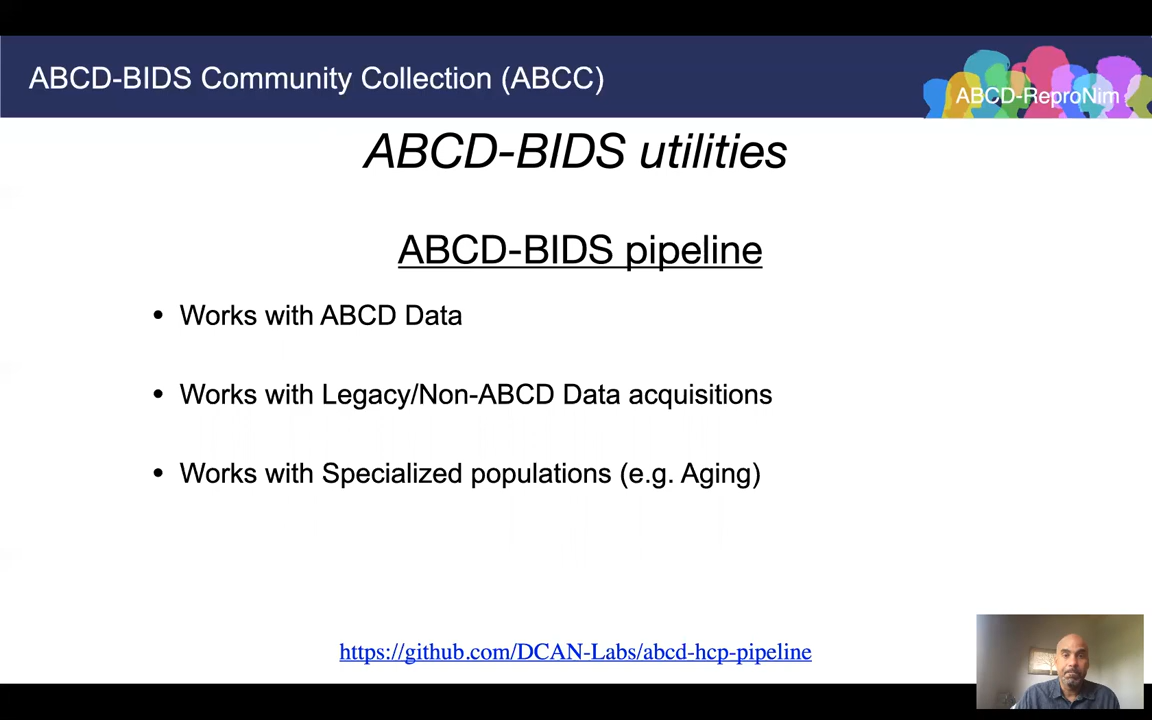 ABCD-BIDS Community Collection (ABCC)
ABCD-ReproNim
ABCD-BIDS utilities
ABCD-BIDS pipeline
• Works with ABCD Data
• Works with Legacy/Non-ABCD Data acquisitions
• Works with Specialized populations (e.g. Aging)
https://github.com/DCAN-Labs/abcd-hcp-pipeline